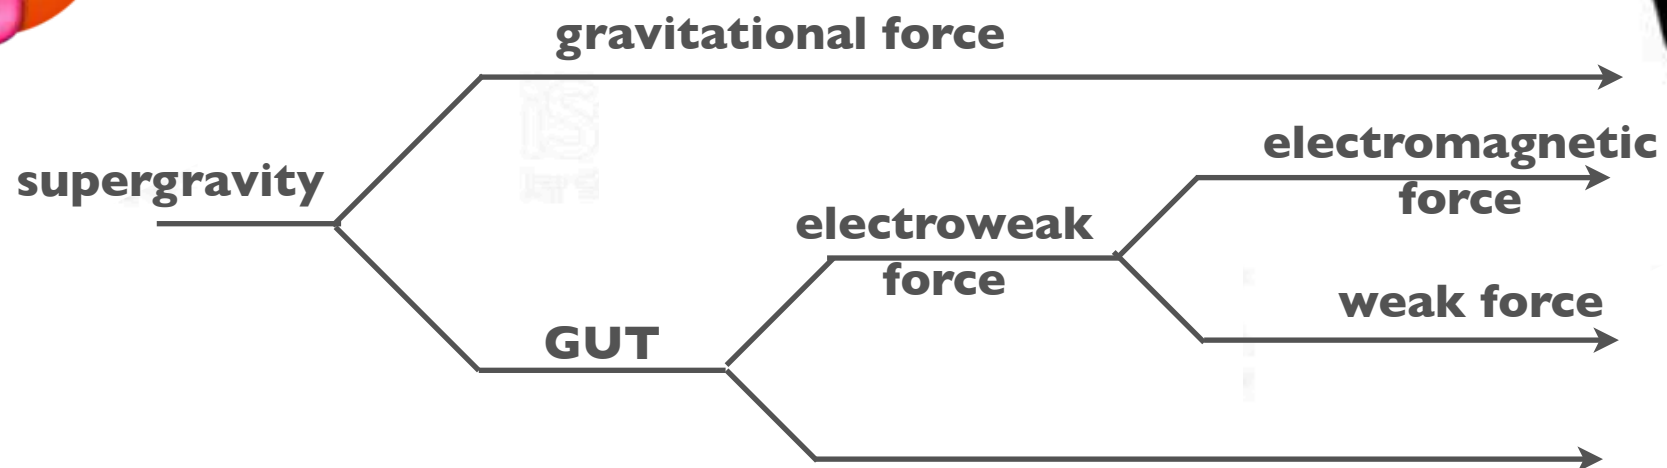 gravitational force
supergravity
electromagnetic
force
electroweak
force
weak force
GUT